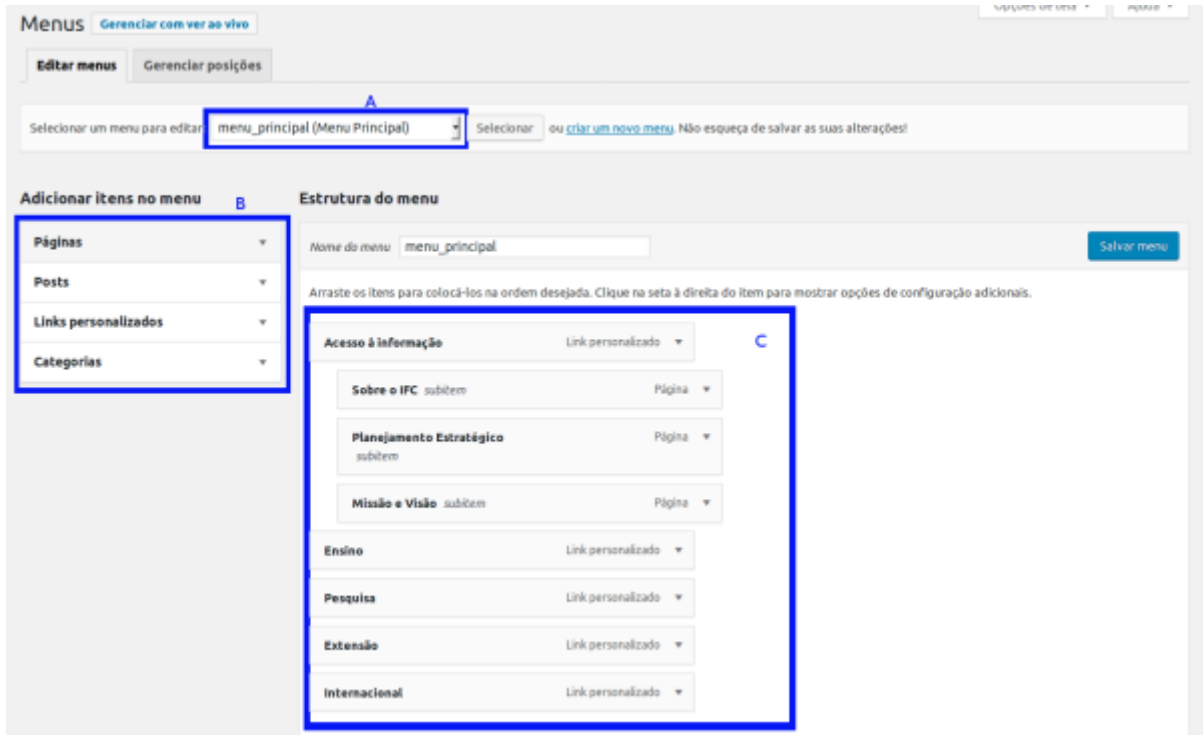 Menus Gerenciar com ver ao vivo
Opções de tela Ajuda
Editar menus Gerenciar posições
A
Selecionar um menu para editar menu_principal (Menu Principal) Selecionar ou criar um novo menu. Não esqueça de salvar as suas alterações!
Adicionar itens no menu B
Estrutura do menu
Páginas
Posts
Links personalizados
Categorias
Nome do menu menu_principal Salvar menu
Arraste os itens para colocá-los na ordem desejada. Clique na seta à direita do item para mostrar opções de configuração adicionais.
C
Acesso à informação Link personalizado
Sobre o IFC subitem Página
Planejamento Estratégico Página
subitem
Missão e Visão subitem Página
Ensino Link personalizado
Pesquisa Link personalizado
Extensão Link personalizado
Internacional Link personalizado